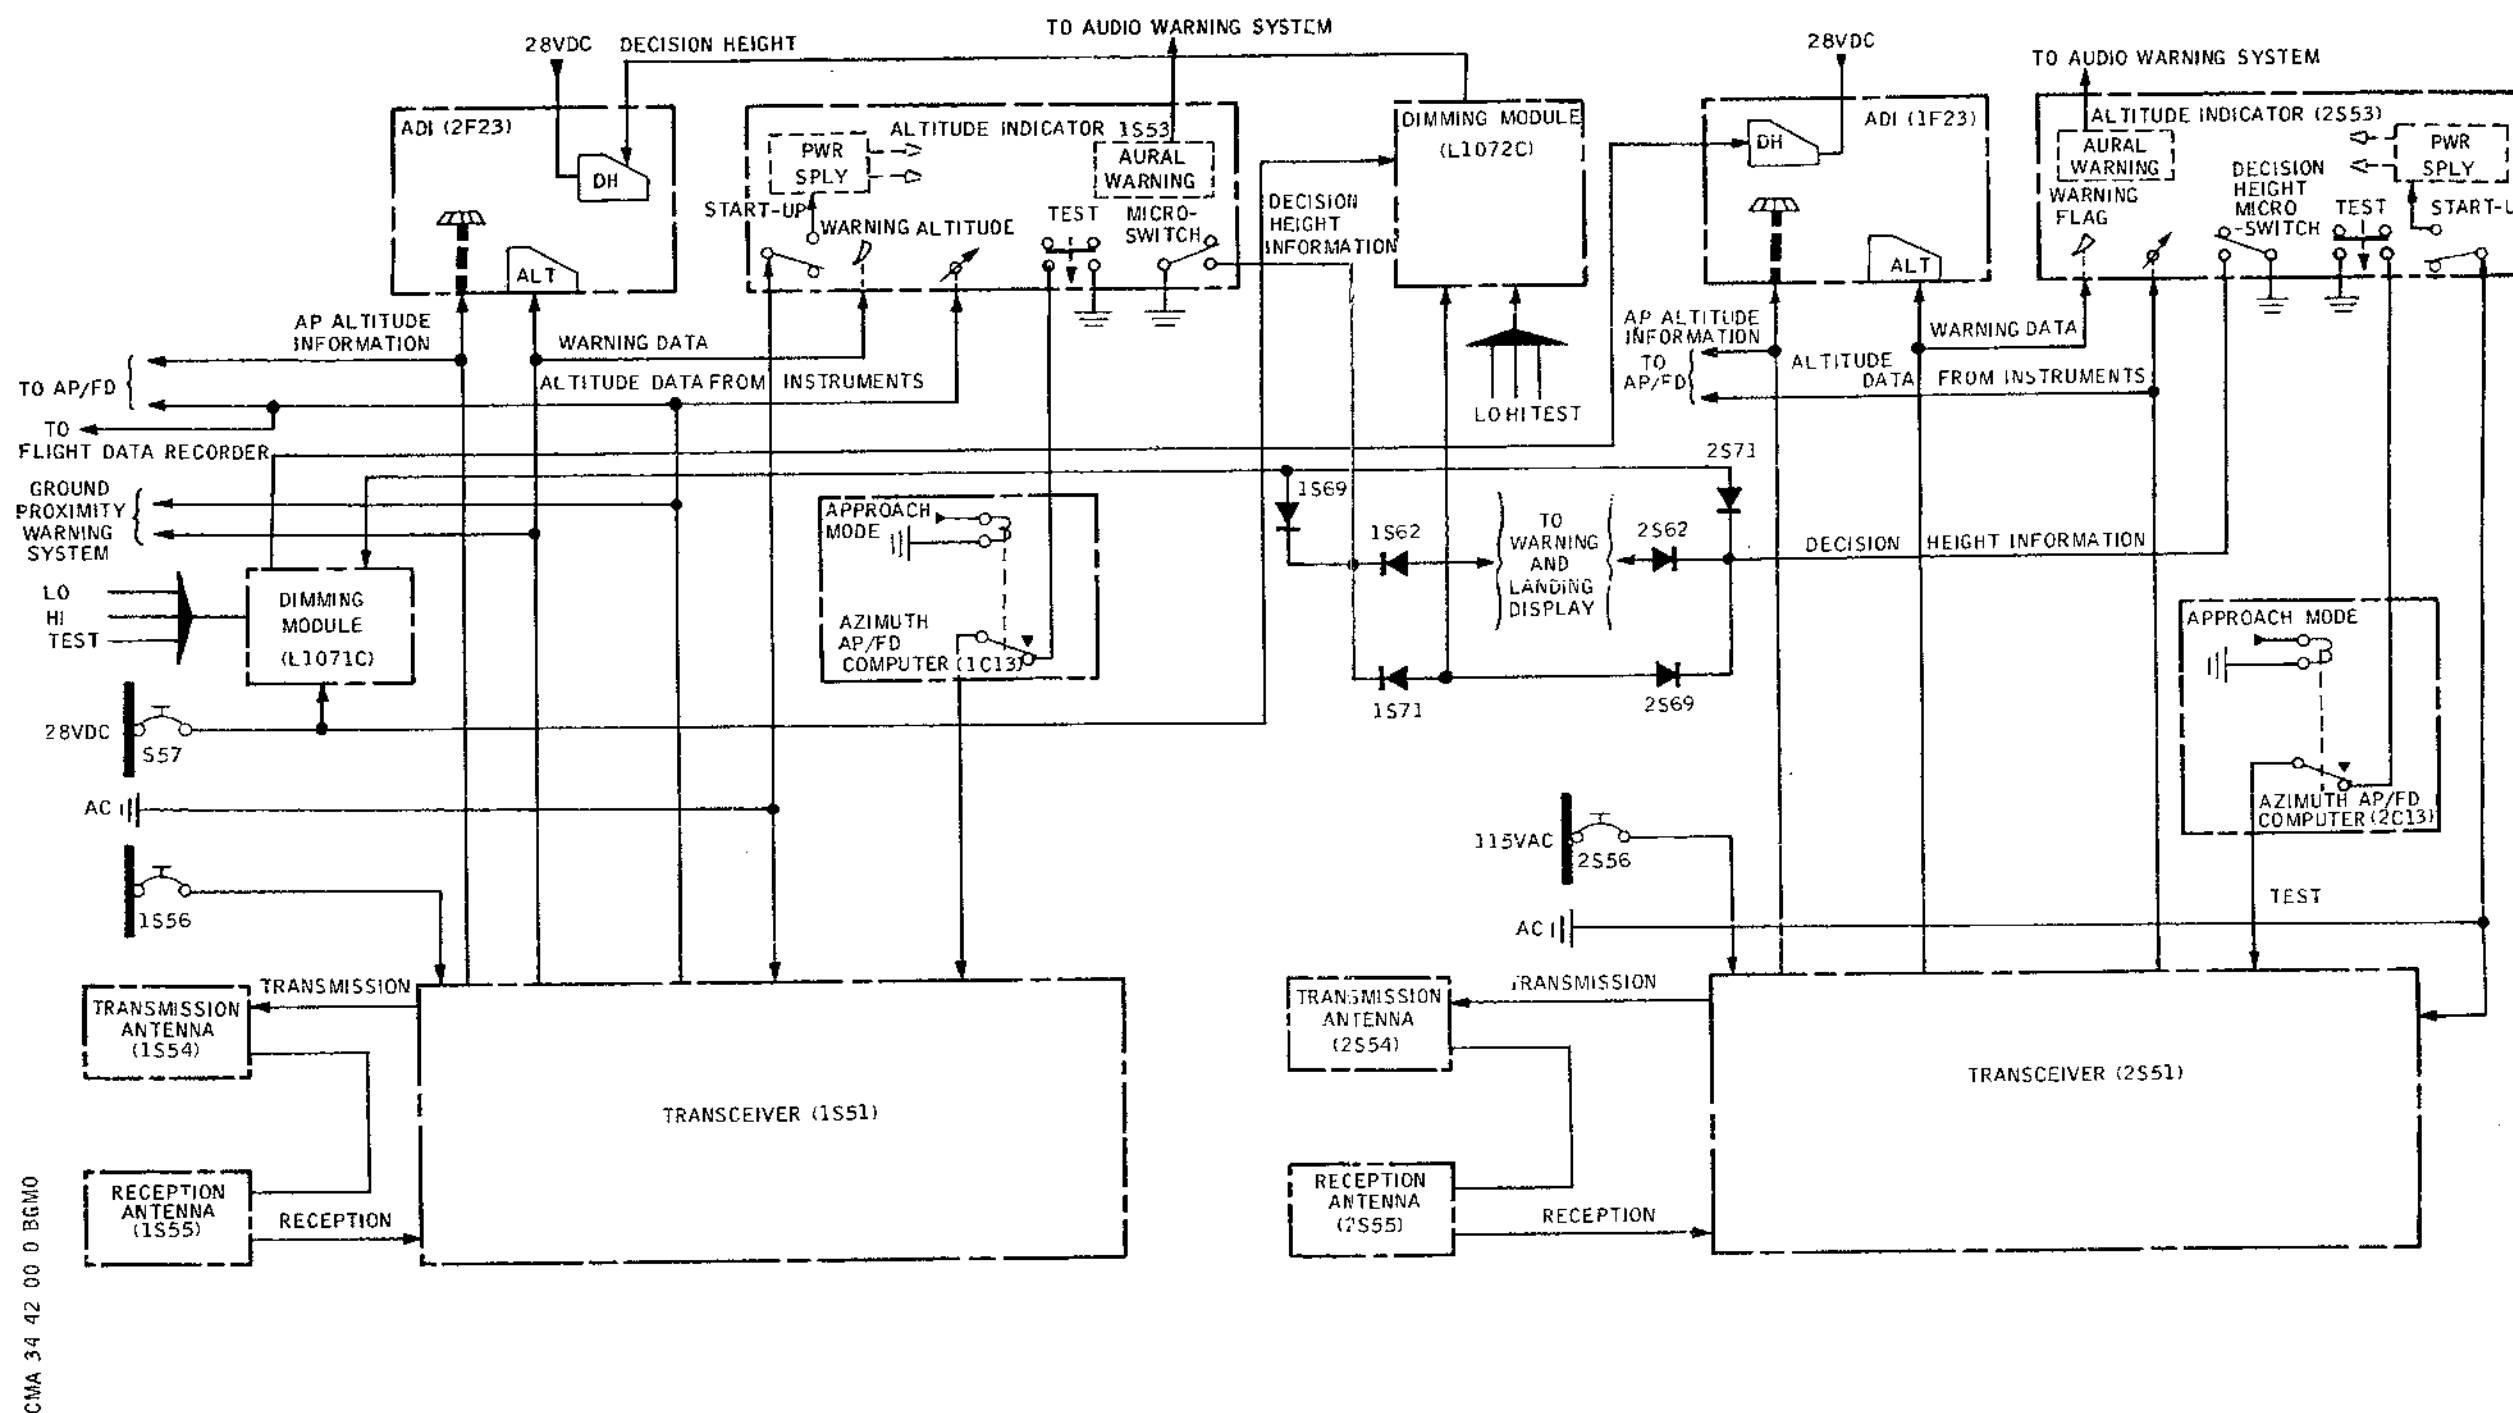 TO AUDIO WARNING SYSTEM
28VDC
DECISION HEIGHT
28VDC
TO AUDIO WARNING SYSTEM
ADI (2F23)
DH
ALT
ALTITUDE INDICATOR 1S53
PWR
SPLY
AURAL
WARNING
START-UP
WARNING ALTITUDE
TEST
MICRO-
SWITCH
DECISION
HEIGHT
INFORMATION
DIMMING MODULE
(L1072C)
LO HI TEST
ADI (1F23)
DH
ALT
ALTITUDE INDICATOR (2S53)
AURAL
WARNING
WARNING
FLAG
DECISION
HEIGHT
MICRO
-SWITCH
TEST
PWR
SPLY
START-U
AP ALTITUDE
INFORMATION
WARNING DATA
TO AP/FD
ALTITUDE DATA FROM INSTRUMENTS
TO
FLIGHT DATA RECORDER
AP ALTITUDE
INFORMATION
TO
AP/FD
WARNING DATA
ALTITUDE
DATA FROM INSTRUMENTS
GROUND
PROXIMITY
WARNING
SYSTEM
LO
HI
TEST
DIMMING
MODULE
(L1071C)
APPROACH
MODE
AZIMUTH
AP/FD
COMPUTER (1C13)
1S69
2S71
1S62
TO
WARNING
AND
LANDING
DISPLAY
2S62
DECISION HEIGHT INFORMATION
1S71
2S69
APPROACH MODE
AZIMUTH AP/FD
COMPUTER (2C13)
28VDC
S57
AC
1S56
115VAC
2S56
AC
TEST
TRANSMISSION
TRANSMISSION
ANTENNA
(1S54)
TRANSCEIVER (1S51)
RECEPTION
ANTENNA
(1S55)
RECEPTION
TRANSMISSION
TRANSMISSION
ANTENNA
(2S54)
TRANSCEIVER (2S51)
RECEPTION
ANTENNA
(2S55)
RECEPTION
CMA 34 42 00 0 BGM0